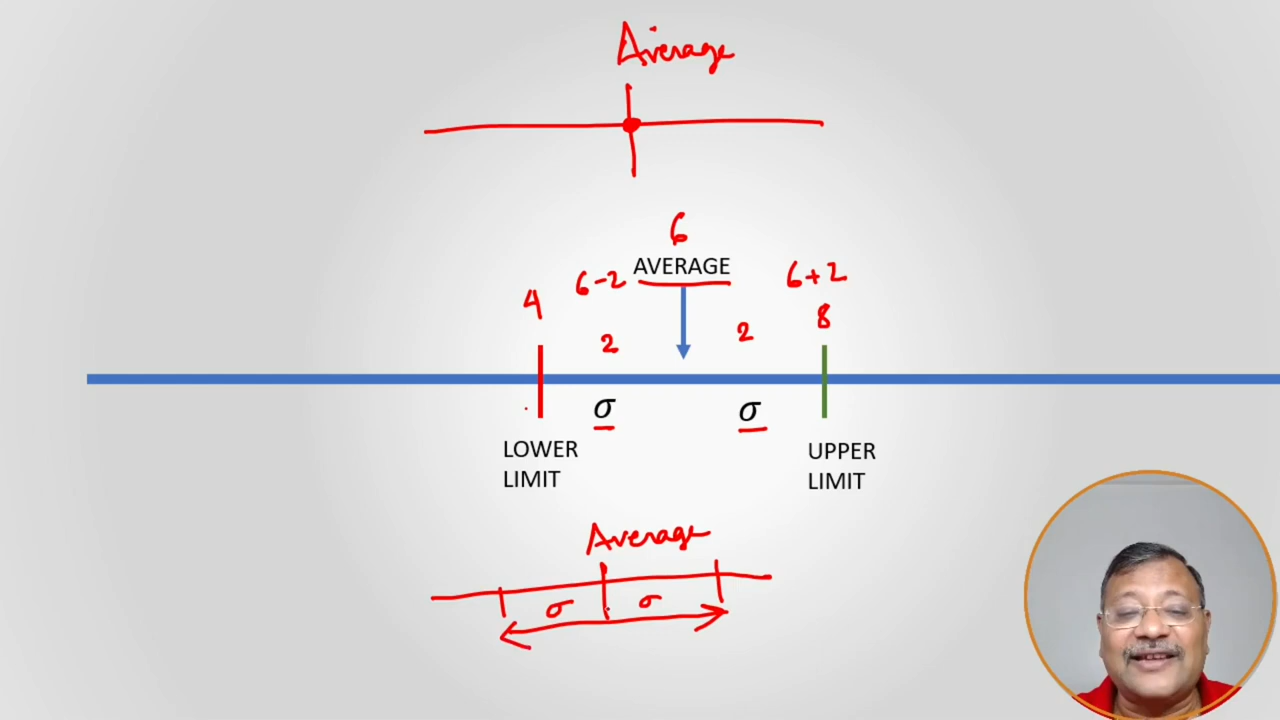 Average
6
AVERAGE
6-2
6+2
4
8
2
2
σ
σ
LOWER
LIMIT
UPPER
LIMIT
Average
σ
σ